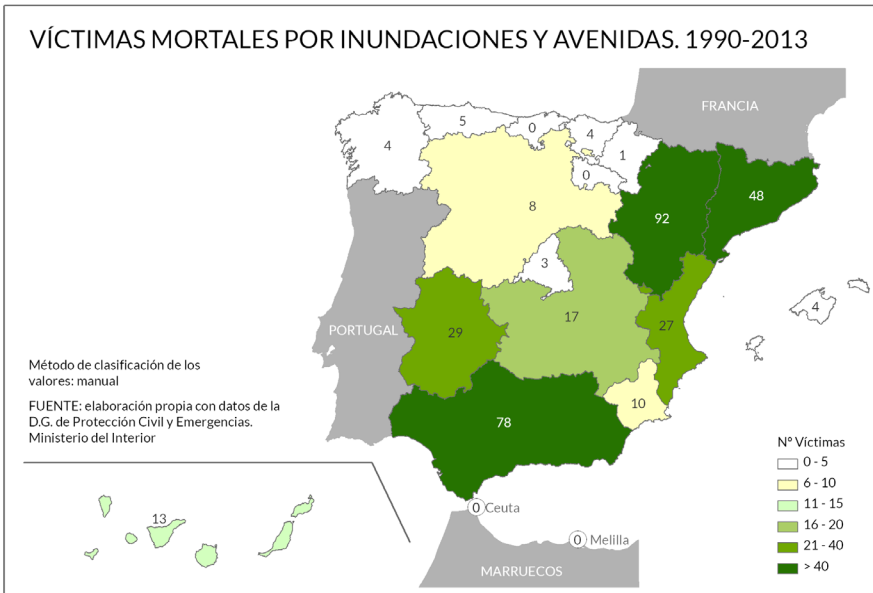 VÍCTIMAS MORTALES POR INUNDACIONES Y AVENIDAS. 1990-2013
FRANCIA
5
0
4
4
1
0
48
92
8
3
4
17
27
29
PORTUGAL
Método de clasificación de los
valores: manual
FUENTE: elaboración propia con datos de la
D.G. de Protección Civil y Emergencias.
Ministerio del Interior
10
78
Nº Víctimas
0 - 5
6 - 10
11 - 15
16 - 20
21 - 40
> 40
13
0 Ceuta
0 Melilla
MARRUECOS